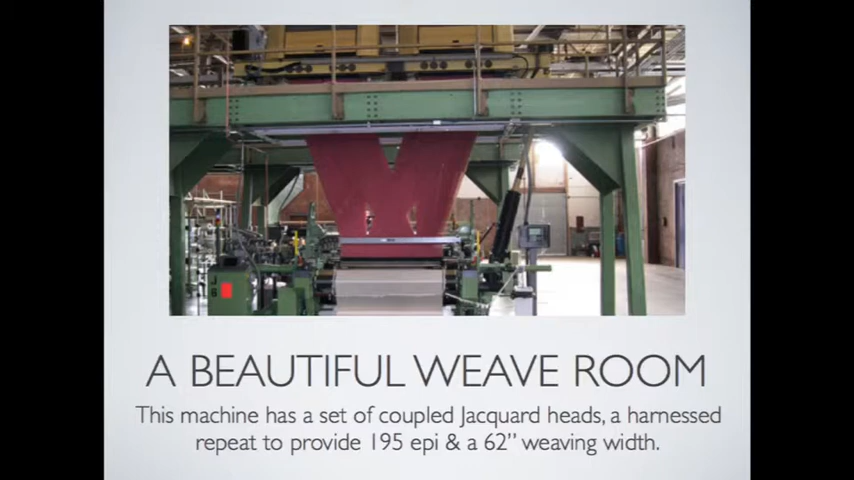 J
6
A BEAUTIFUL WEAVE ROOM
This machine has a set of coupled Jacquard heads, a harnessed
repeat to provide 195 epi & a 62” weaving width.